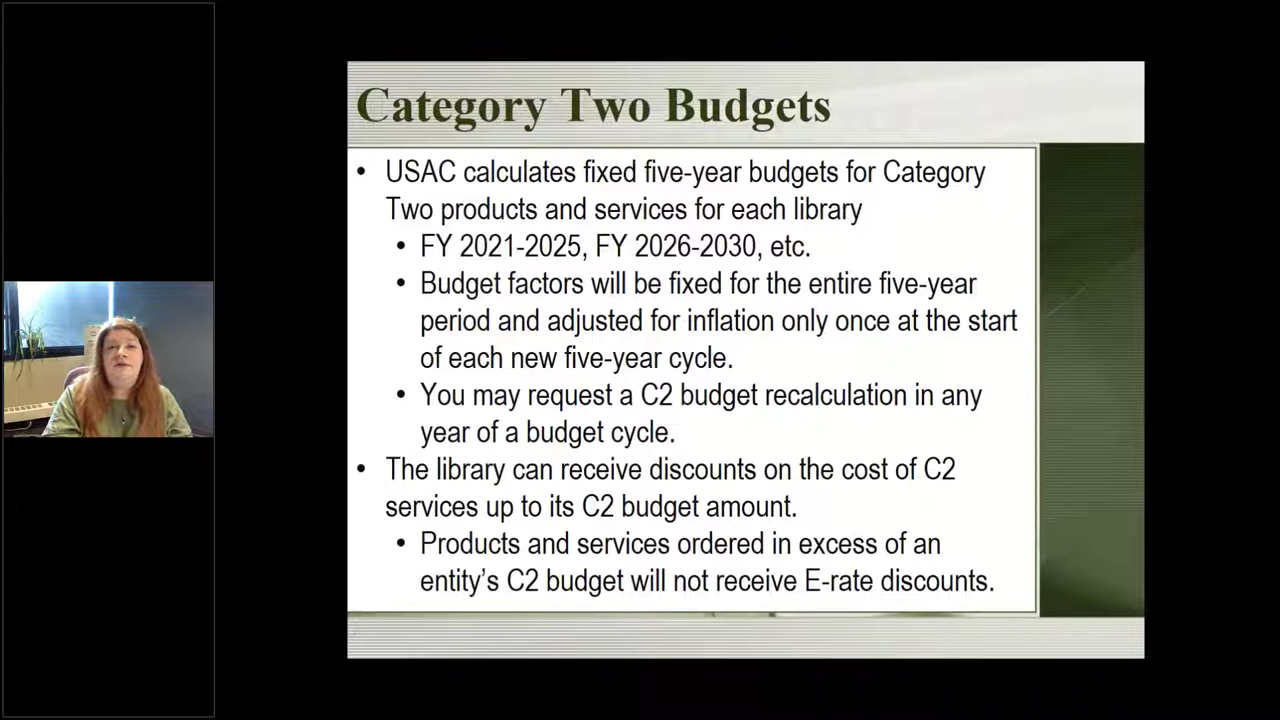 Category Two Budgets
• USAC calculates fixed five-year budgets for Category
Two products and services for each library
• FY 2021-2025, FY 2026-2030, etc.
• Budget factors will be fixed for the entire five-year
period and adjusted for inflation only once at the start
of each new five-year cycle.
• You may request a C2 budget recalculation in any
year of a budget cycle.
• The library can receive discounts on the cost of C2
services up to its C2 budget amount.
• Products and services ordered in excess of an
entity’s C2 budget will not receive E-rate discounts.